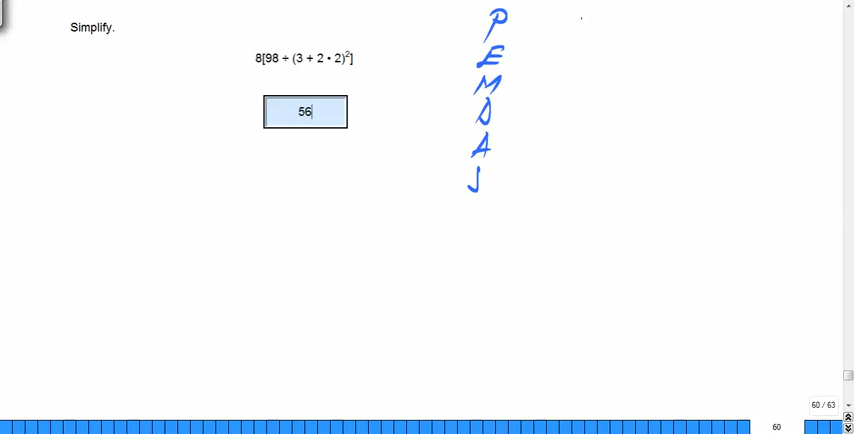 Simplify.
8[98 ÷ (3 + 2 • 2)²]
56
P
E
M
D
A
S
60 / 63
60